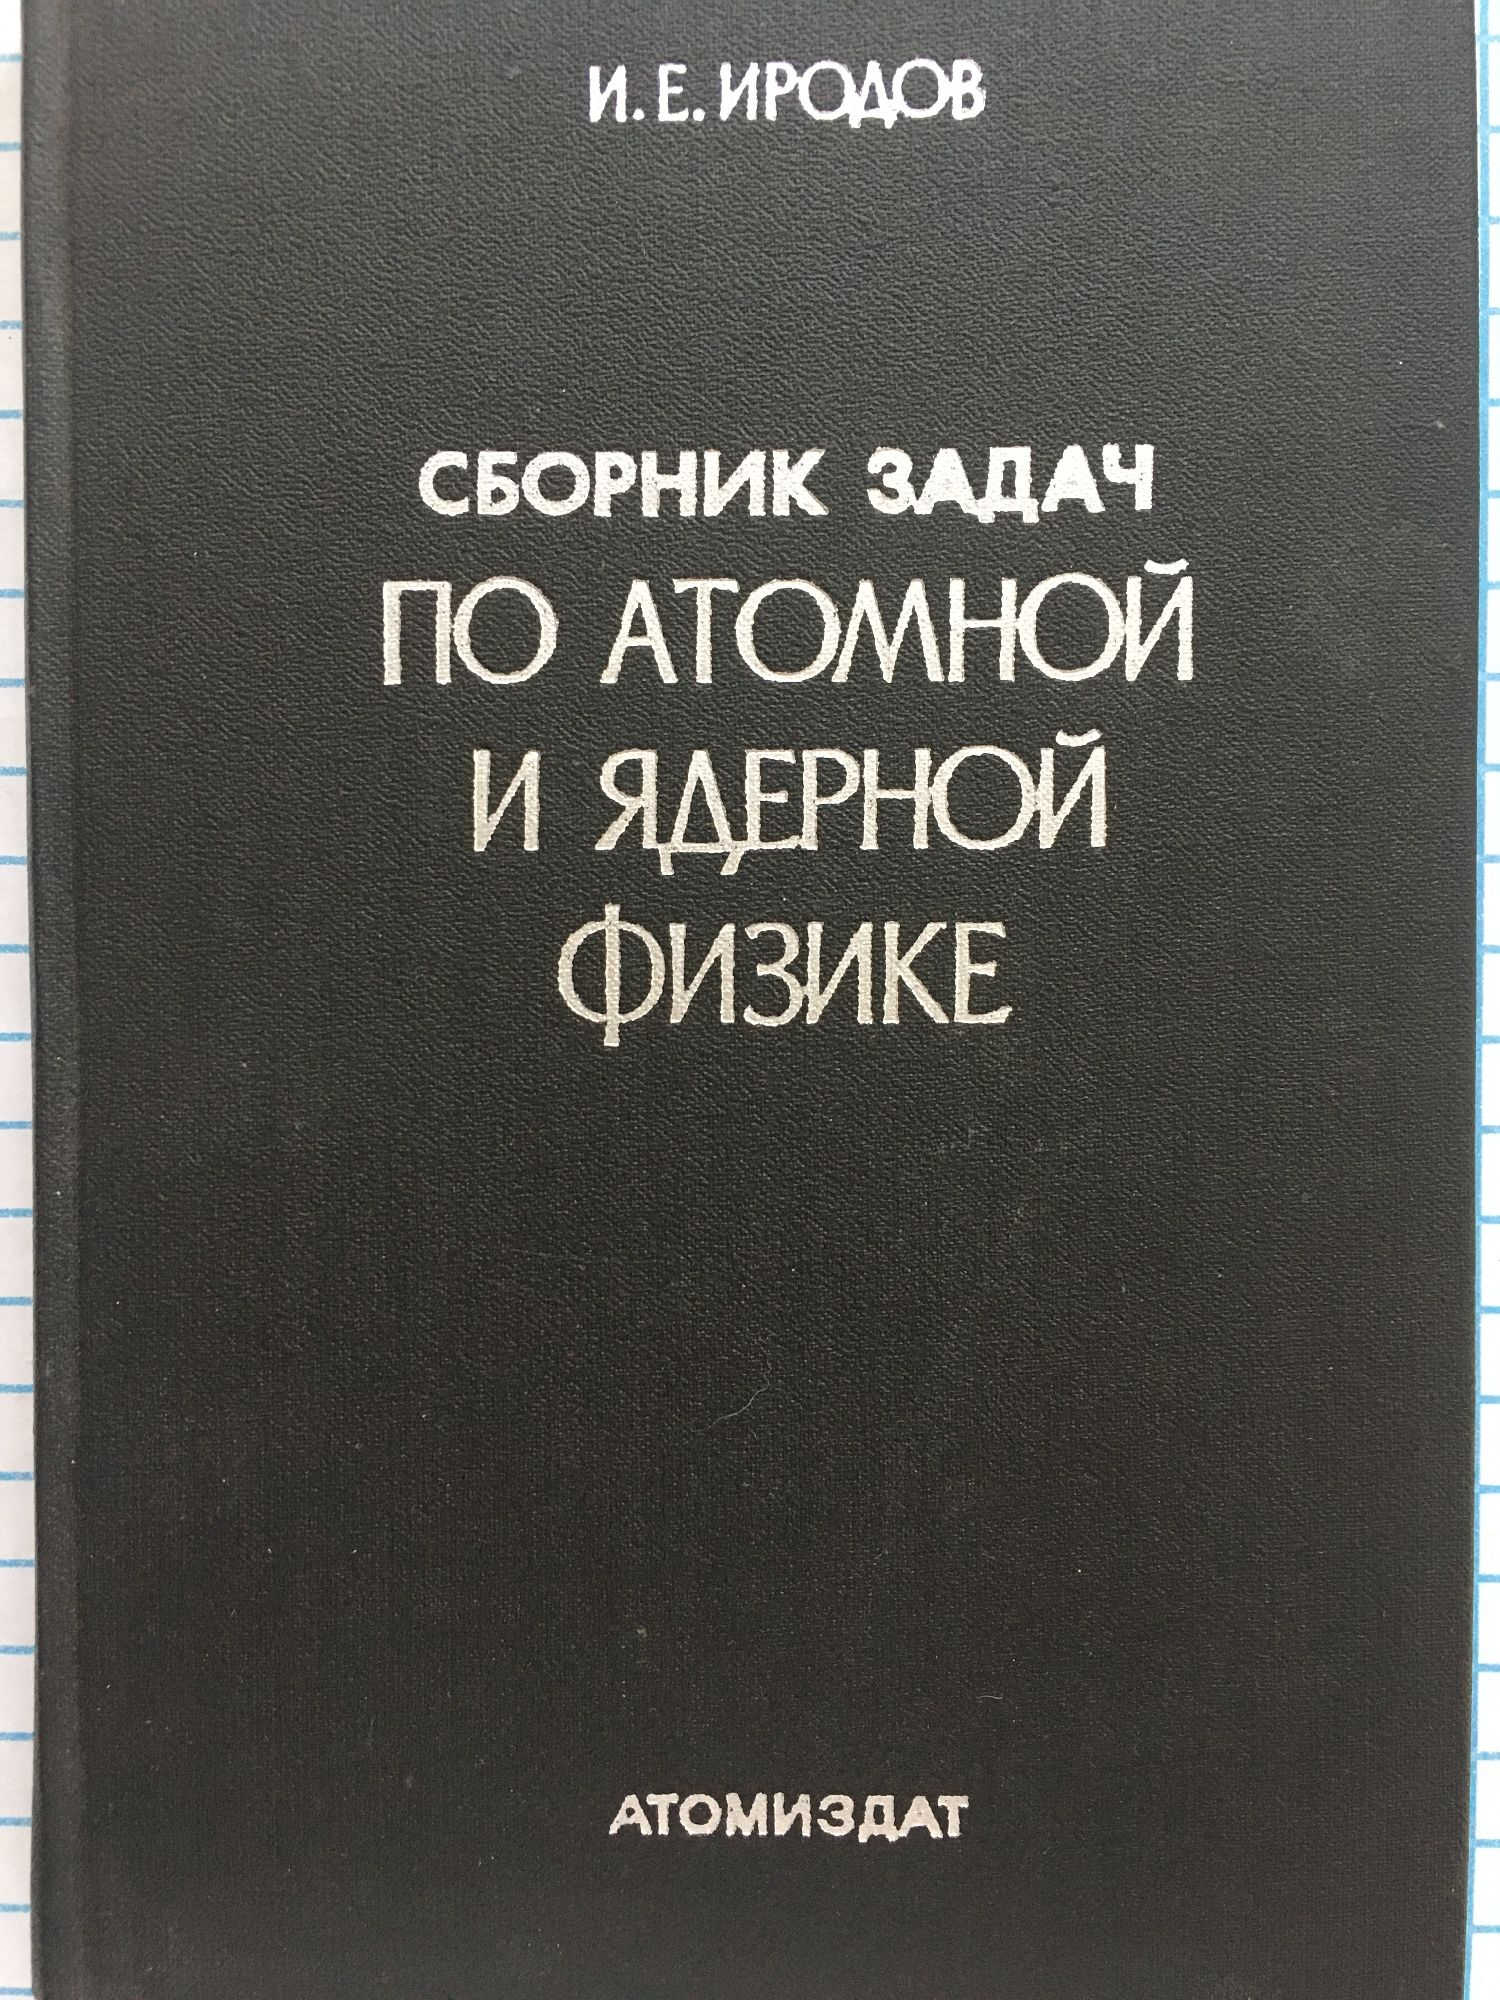 И. Е. ИРОДОВ
СБОРНИК ЗАДАЧ
ПО АТОМНОЙ
И ЯДЕРНОЙ
ФИЗИКЕ
АТОМИЗДАТ